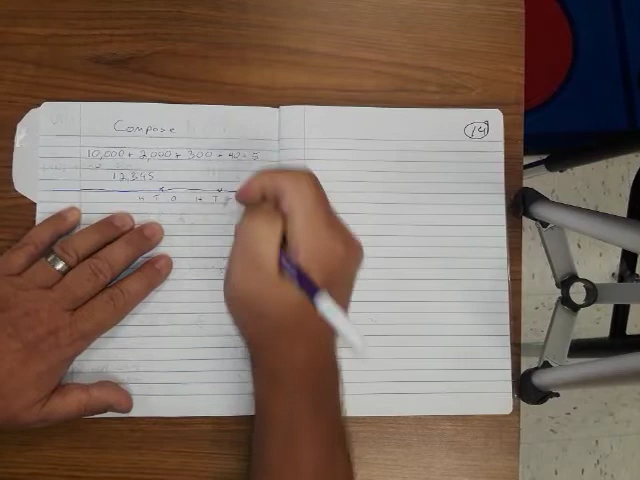 Compose
14
10,000 + 2,000 + 300 + 40 + 5
12,345
H T O H T